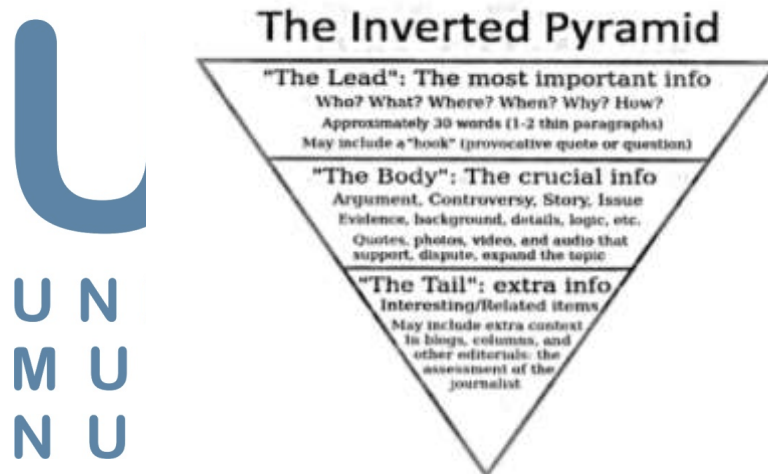 U
U N
M U
N U
The Inverted Pyramid
"The Lead": The most important info
Who? What? Where? When? Why? How?
Approximately 30 words (1-2 thin paragraphs)
May include a "hook" (provocative quote or question)
"The Body": The crucial info
Argument, Controversy, Story, Issue
Evidence, background, details, logic, etc.
Quotes, photos, video, and audio that
support, dispute, expand the topic
"The Tail": extra info
Interesting/Related items
May include extra context
In blogs, columns, and
other editorials: the
assessment of the
journalist